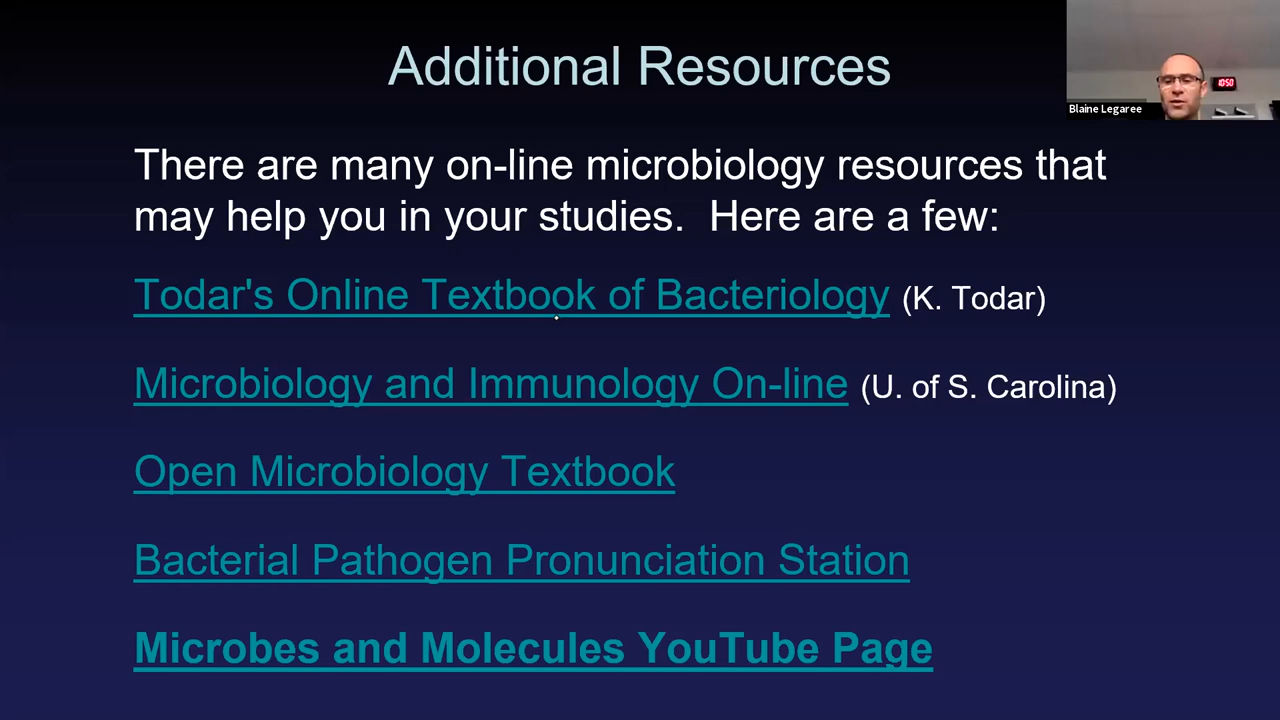 Additional Resources
Blaine Legaree
10:50
There are many on-line microbiology resources that
may help you in your studies.  Here are a few:
Todar's Online Textbook of Bacteriology (K. Todar)
Microbiology and Immunology On-line (U. of S. Carolina)
Open Microbiology Textbook
Bacterial Pathogen Pronunciation Station
Microbes and Molecules YouTube Page